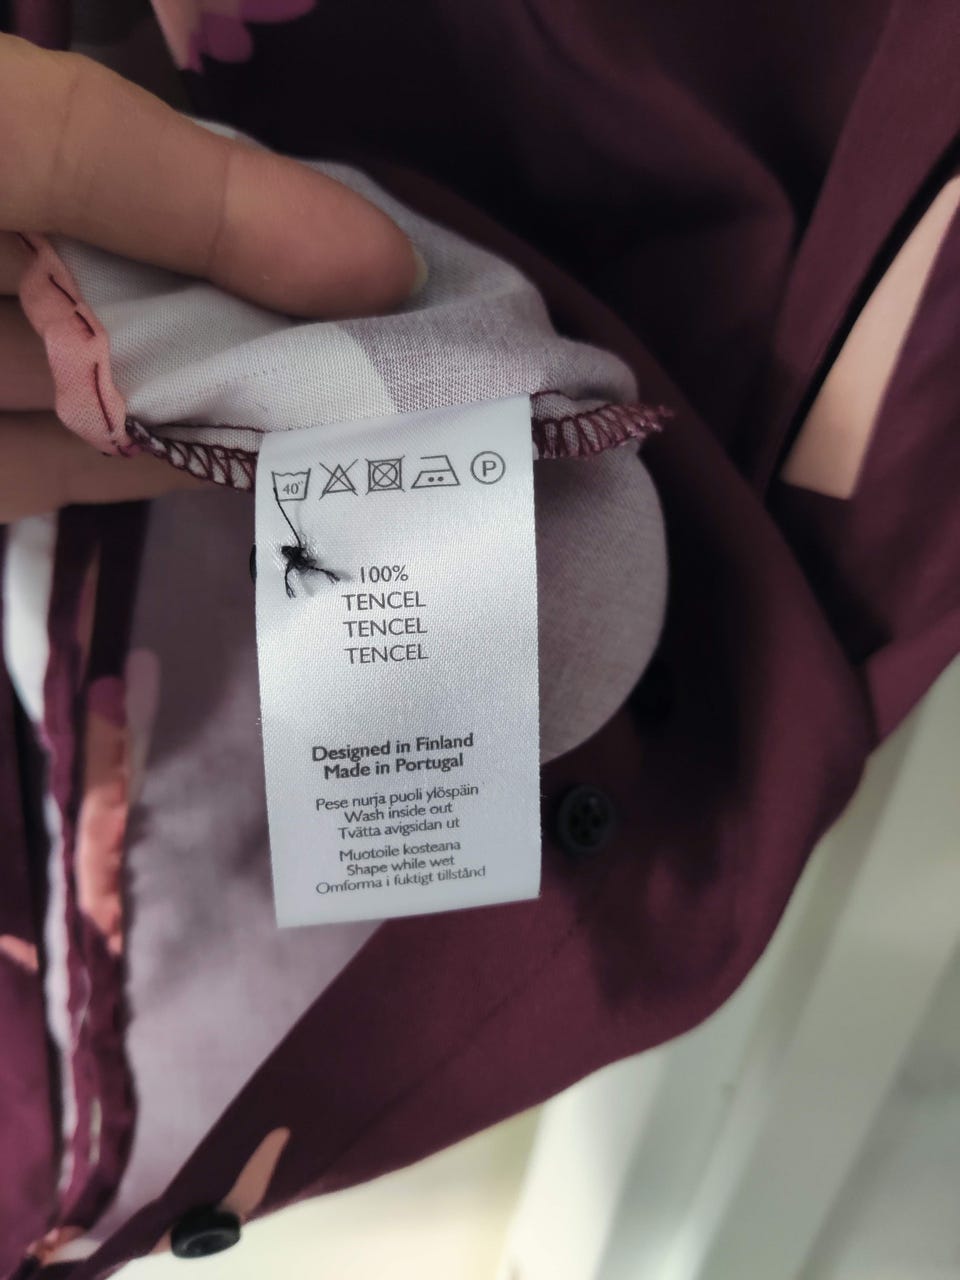 40°
P
100%
TENCEL
TENCEL
TENCEL
Designed in Finland
Made in Portugal
Pese nurja puoli ylöspäin
Wash inside out
Tvätta avigsidan ut
Muotoile kosteana
Shape while wet
Omforma i fuktigt tillstånd